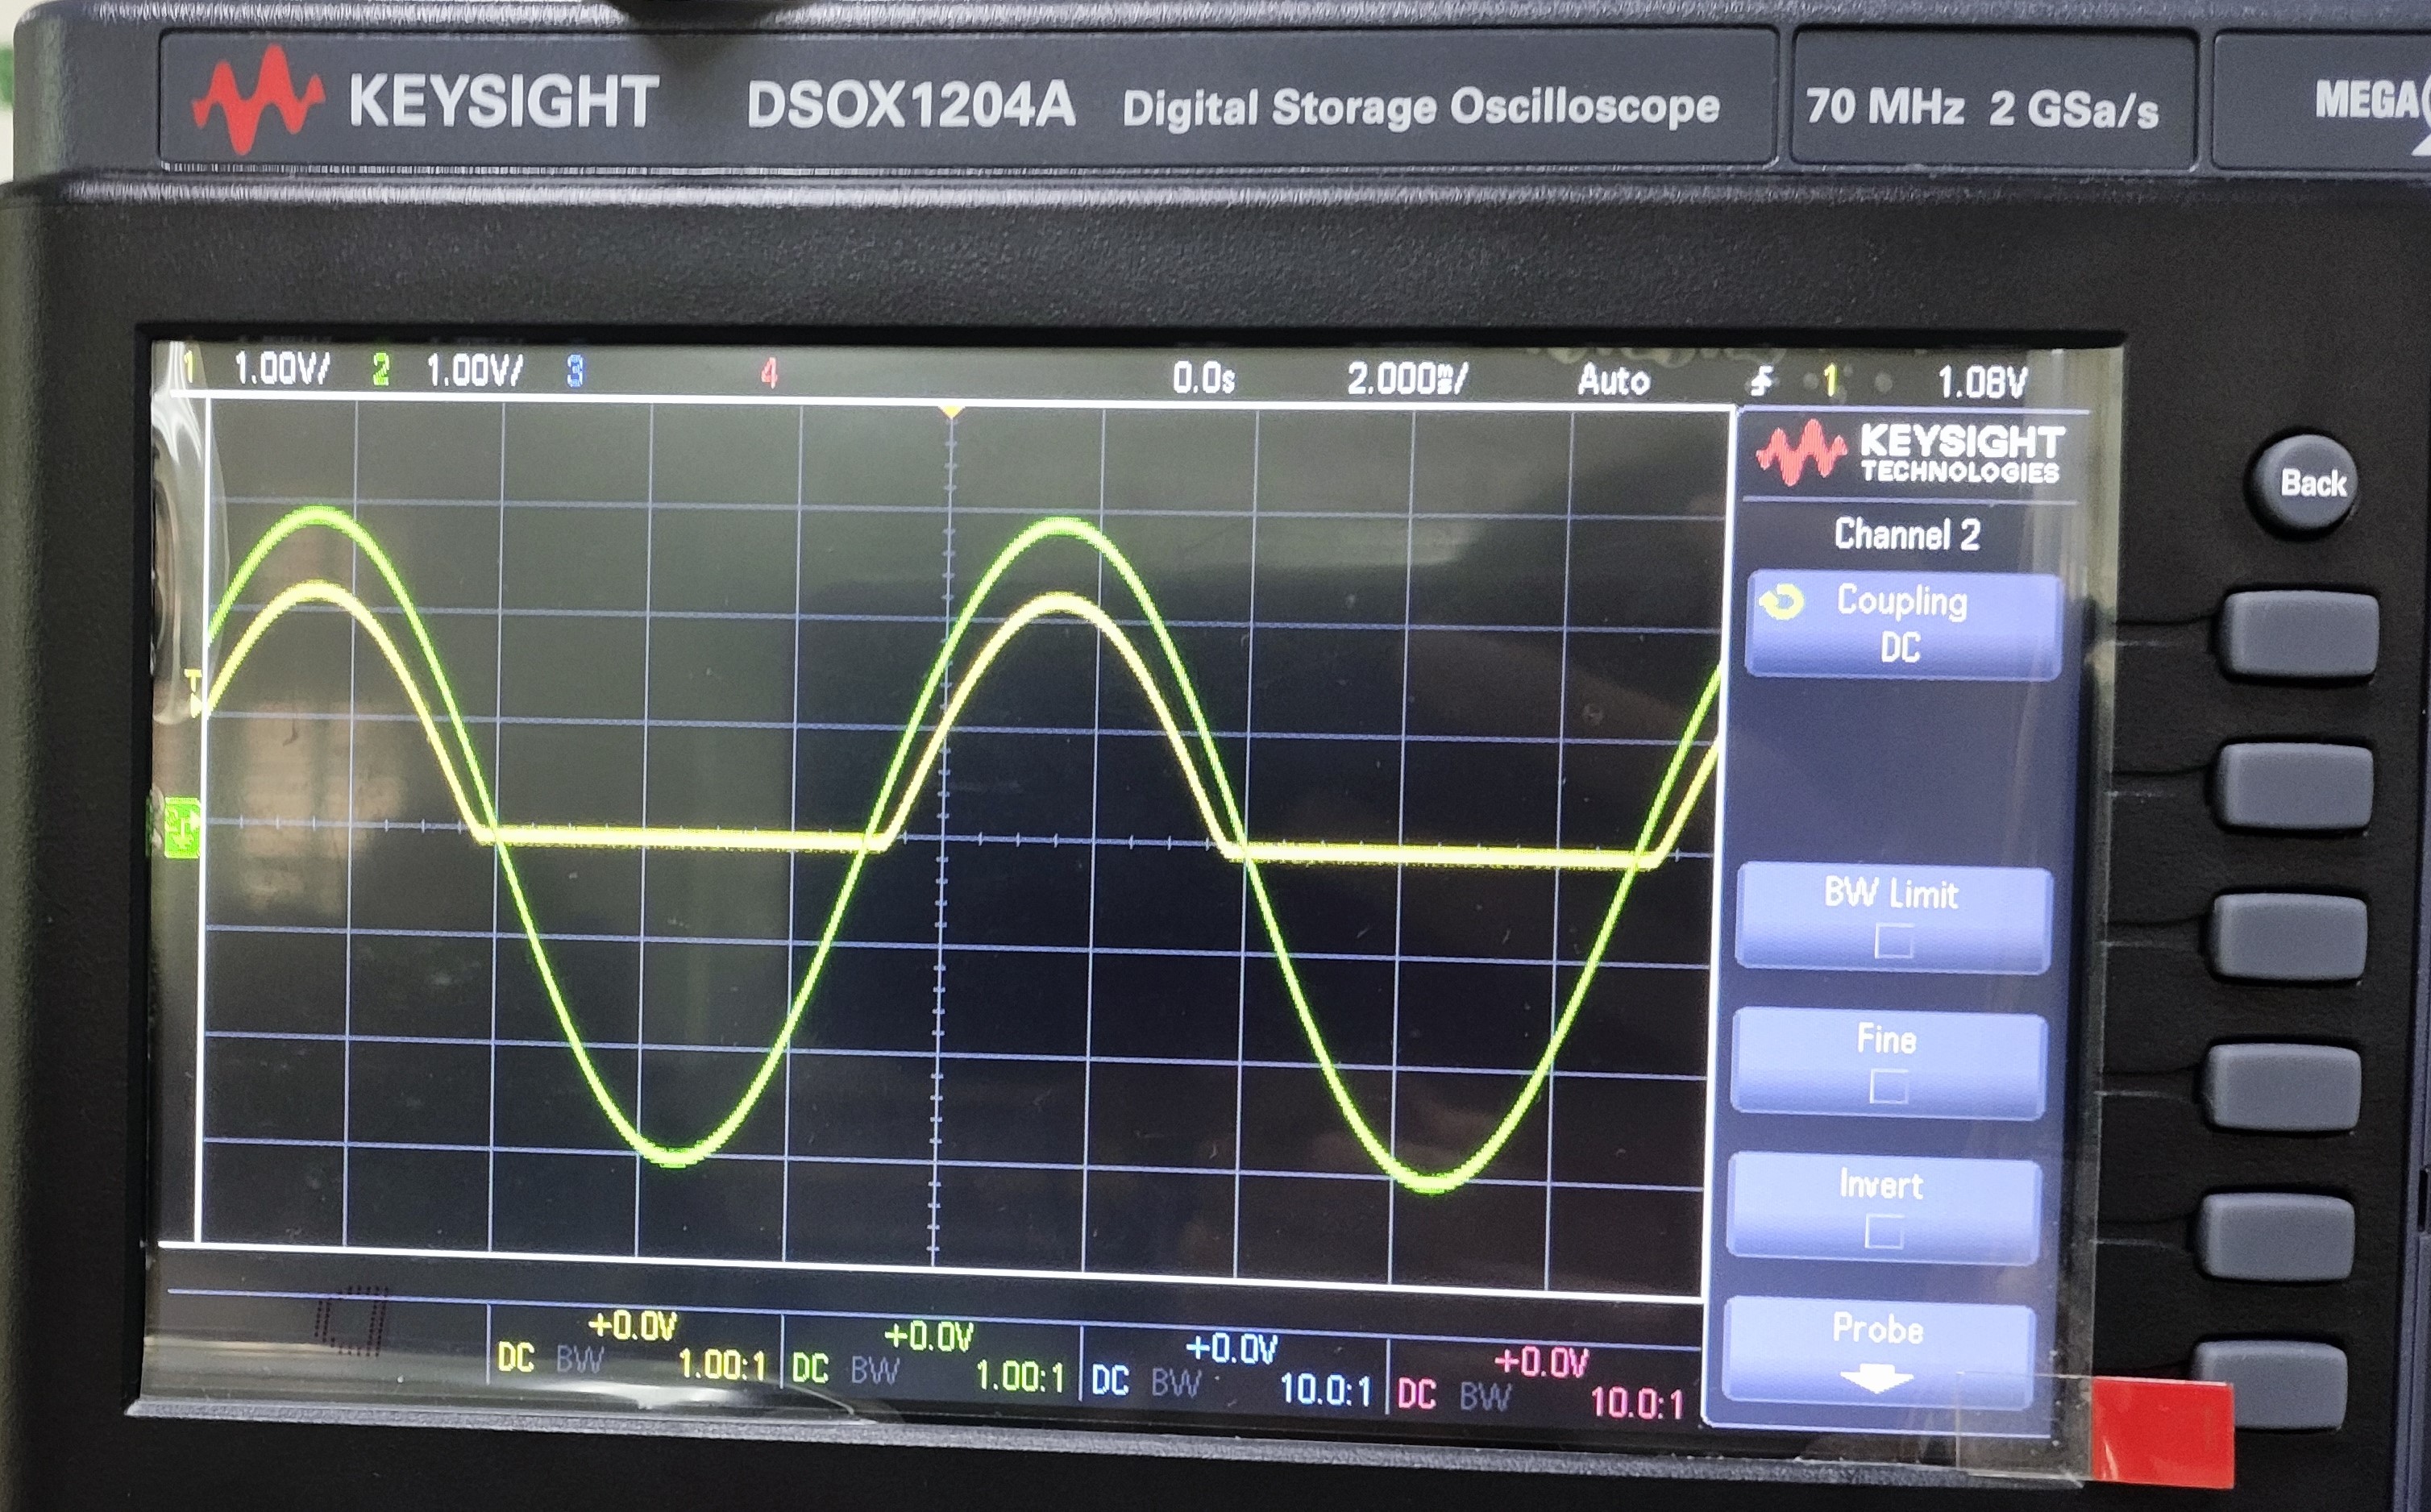 KEYSIGHT DSOX1204A Digital Storage Oscilloscope 70 MHz 2 GSa/s
1 1.00V/ 2 1.00V/ 3 4 0.0s 2.000ms/ Auto 1 1.08V
KEYSIGHT
TECHNOLOGIES
Channel 2
Coupling
DC
BW Limit
Fine
Invert
Probe
Back
T
+0.0V +0.0V +0.0V +0.0V
DC BW 1.00:1 DC BW 1.00:1 DC BW 10.0:1 DC BW 10.0:1